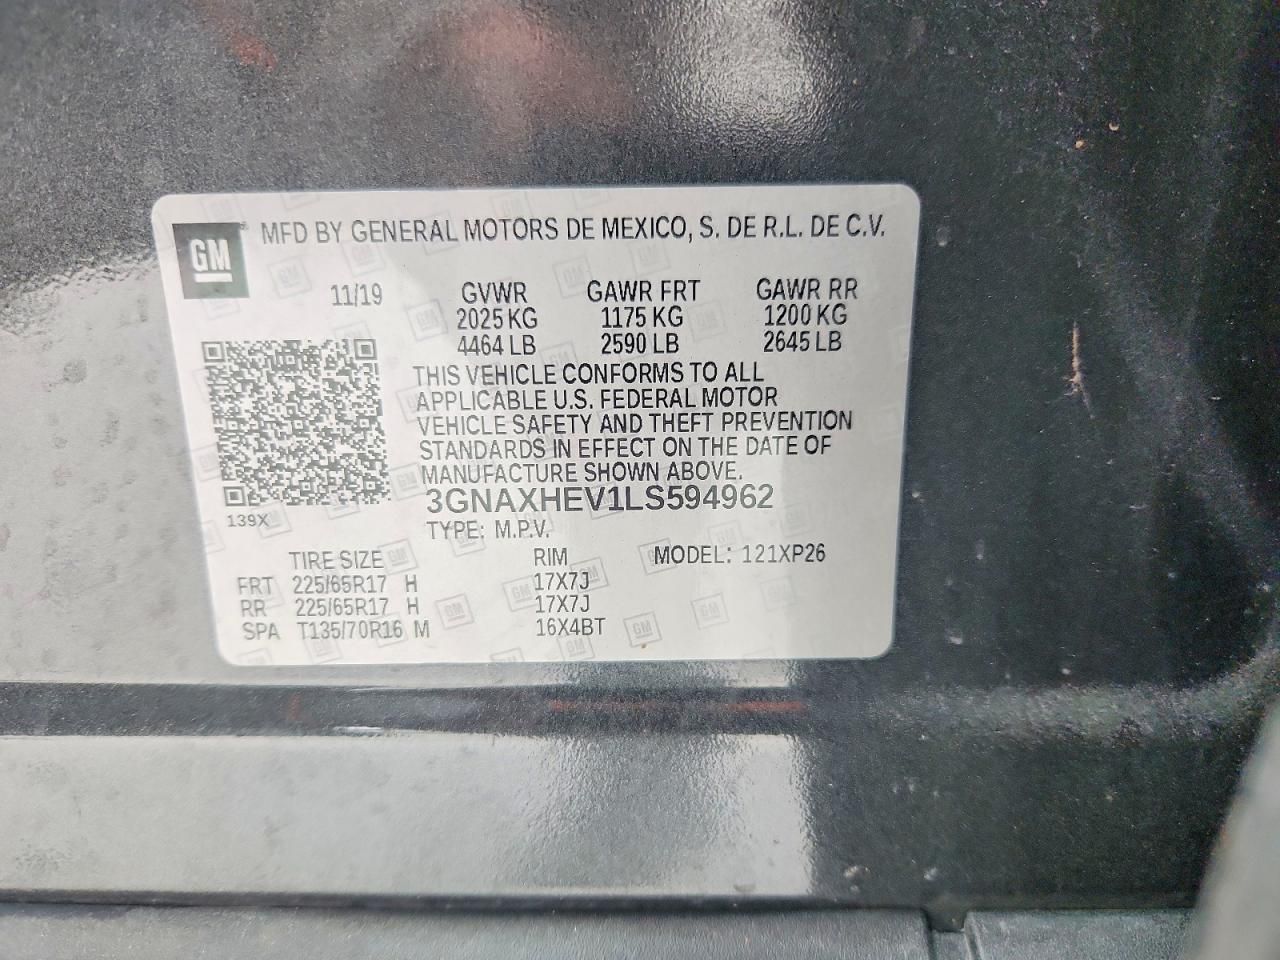 GM
MFD BY GENERAL MOTORS DE MEXICO, S. DE R.L. DE C.V.
11/19 GVWR GAWR FRT GAWR RR
2025 KG 1175 KG 1200 KG
4464 LB 2590 LB 2645 LB
THIS VEHICLE CONFORMS TO ALL
APPLICABLE U.S. FEDERAL MOTOR
VEHICLE SAFETY AND THEFT PREVENTION
STANDARDS IN EFFECT ON THE DATE OF
MANUFACTURE SHOWN ABOVE.
3GNAXHEV1LS594962
139X
TYPE: M.P.V.
TIRE SIZE RIM MODEL: 121XP26
FRT 225/65R17 H 17X7J
RR 225/65R17 H 17X7J
SPA T135/70R16 M 16X4BT